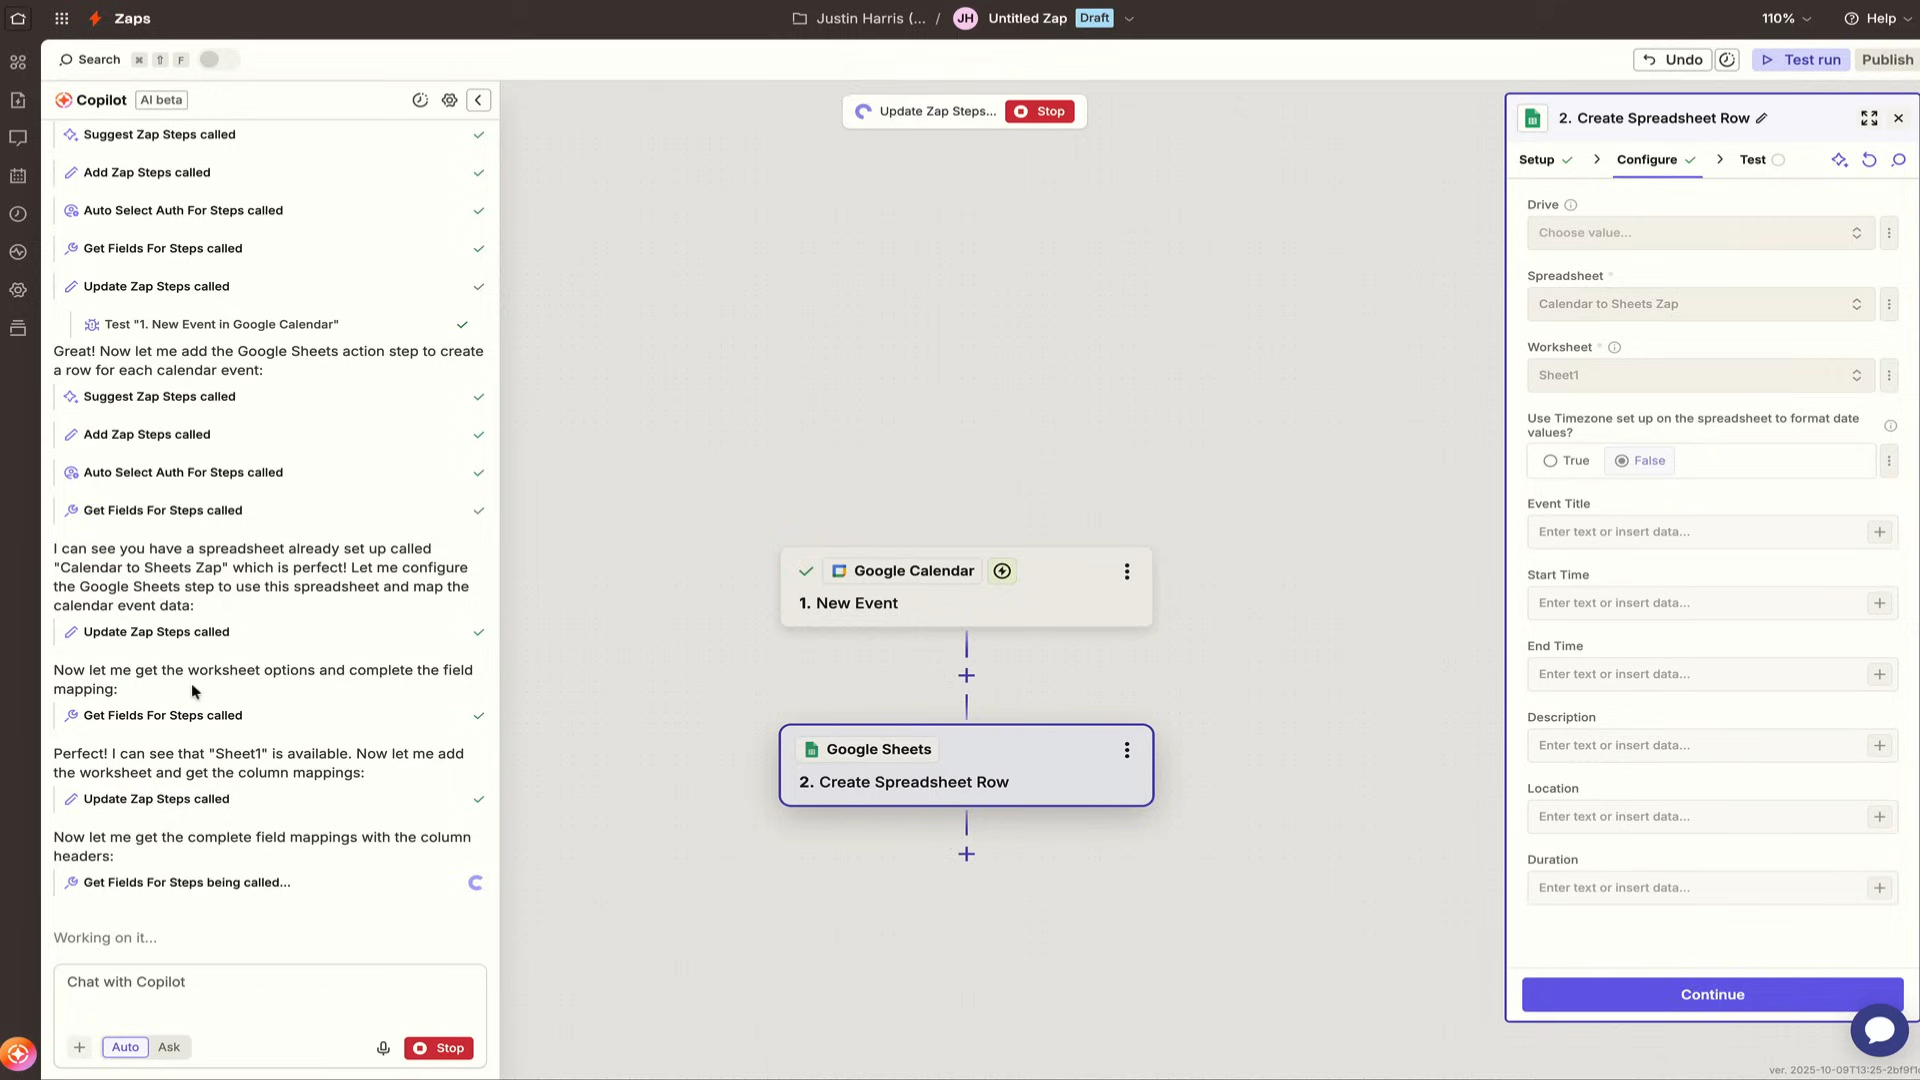 Zaps
Justin Harris (... / JH Untitled Zap Draft
110%
Help
Search ⌘ ⇧ F
Undo
Test run
Publish
Copilot AI beta
Suggest Zap Steps called
Add Zap Steps called
Auto Select Auth For Steps called
Get Fields For Steps called
Update Zap Steps called
Test "1. New Event in Google Calendar"
Great! Now let me add the Google Sheets action step to create
a row for each calendar event:
Suggest Zap Steps called
Add Zap Steps called
Auto Select Auth For Steps called
Get Fields For Steps called
I can see you have a spreadsheet already set up called
"Calendar to Sheets Zap" which is perfect! Let me configure
the Google Sheets step to use this spreadsheet and map the
calendar event data:
Update Zap Steps called
Now let me get the worksheet options and complete the field
mapping:
Get Fields For Steps called
Perfect! I can see that "Sheet1" is available. Now let me add
the worksheet and get the column mappings:
Update Zap Steps called
Now let me get the complete field mappings with the column
headers:
Get Fields For Steps being called...
Working on it...
Chat with Copilot
Auto Ask
Stop
Update Zap Steps... Stop
Google Calendar
1. New Event
Google Sheets
2. Create Spreadsheet Row
2. Create Spreadsheet Row
Setup
Configure
Test
Drive
Choose value...
Spreadsheet *
Calendar to Sheets Zap
Worksheet *
Sheet1
Use Timezone set up on the spreadsheet to format date
values?
True False
Event Title
Enter text or insert data...
Start Time
Enter text or insert data...
End Time
Enter text or insert data...
Description
Enter text or insert data...
Location
Enter text or insert data...
Duration
Enter text or insert data...
Continue